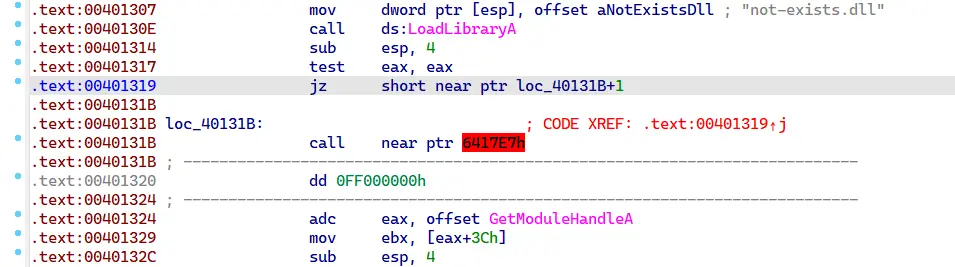 .text:00401307 mov dword ptr [esp], offset aNotExistsDll ; "not-exists.dll"
.text:0040130E call ds:LoadLibraryA
.text:00401314 sub esp, 4
.text:00401317 test eax, eax
.text:00401319 jz short near ptr loc_40131B+1
.text:0040131B
.text:0040131B loc_40131B: ; CODE XREF: .text:00401319↑j
.text:0040131B call near ptr 6417E7h
.text:0040131B ; ---------------------------------------------------------------------------
.text:00401320 dd 0FF000000h
.text:00401324 ; ---------------------------------------------------------------------------
.text:00401324 adc eax, offset GetModuleHandleA
.text:00401329 mov ebx, [eax+3Ch]
.text:0040132C sub esp, 4